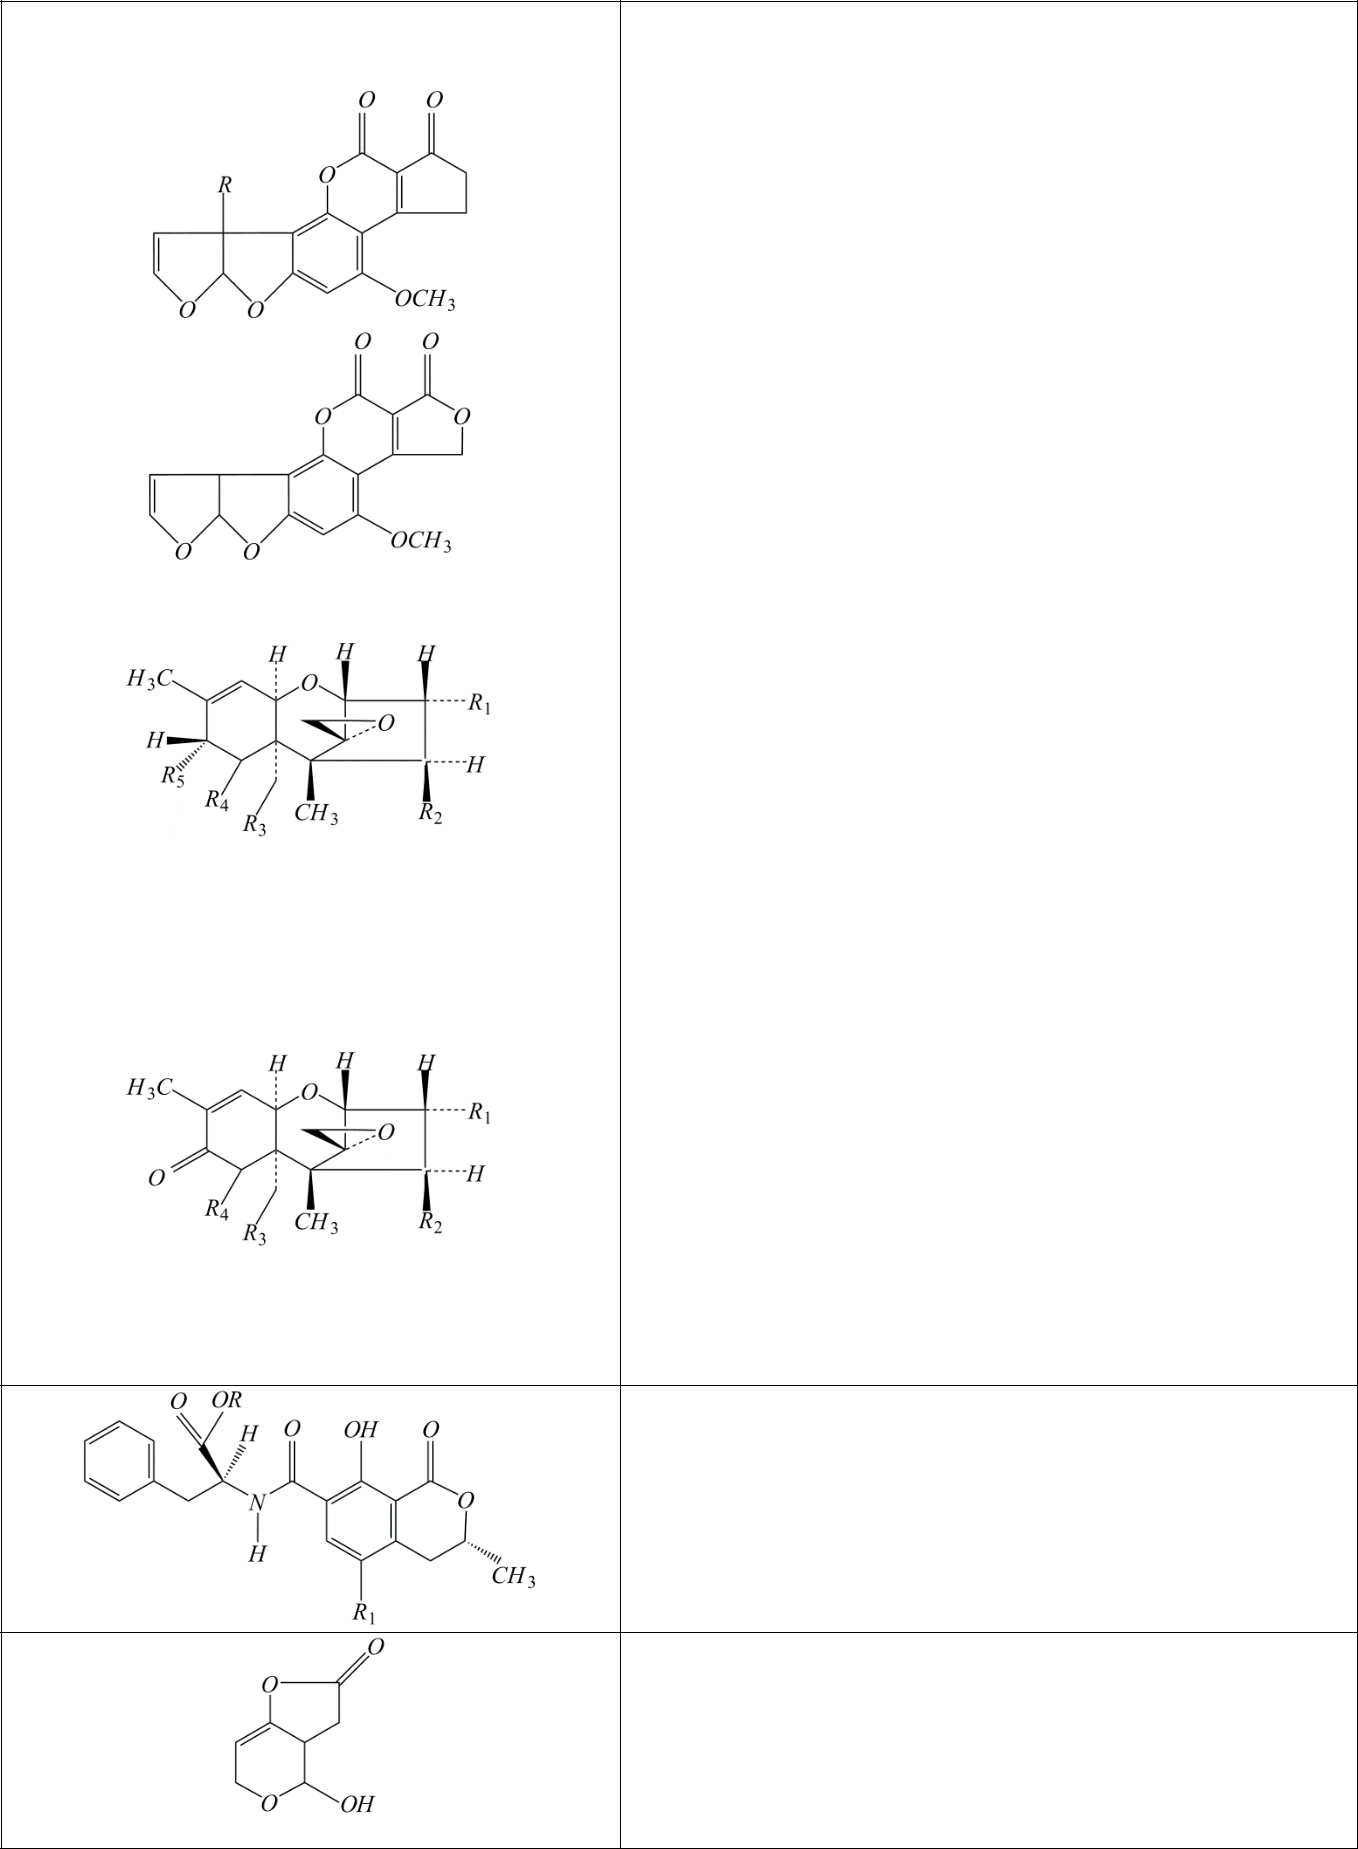 O O
O
R
O O
OCH3
O O
O O
O O
OCH3
H H H
H3C O
R1
O
H
H
R5
R4
R3 CH3 R2
H H H
H3C O
R1
O
O
H
R4
R3 CH3 R2
O OR
H O OH O
N O
H
CH3
R1
O
O
O OH